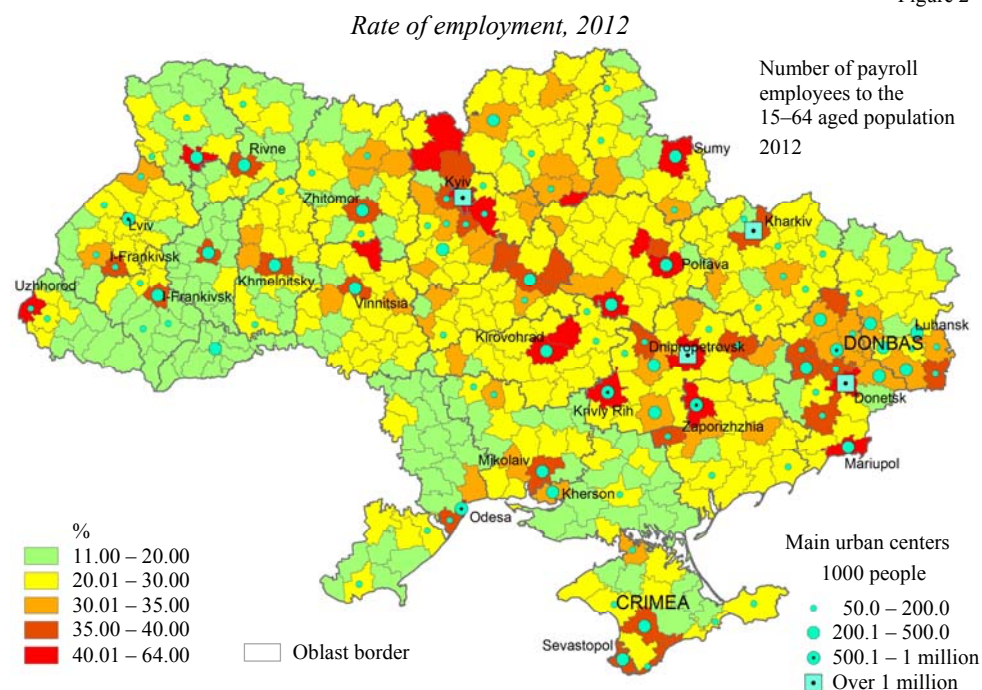 Figure 2
Rate of employment, 2012
Number of payroll
employees to the
15–64 aged population
2012
Sumy
Rivne
Kyiv
Zhitomor
Kharkiv
Lviv
I-Frankivsk
Poltava
Khmelnitsky
Uzhhorod
I-Frankivsk
Vinnitsia
Luhansk
Kirovohrad
DONBAS
Dnipropetrovsk
Donetsk
Krivly Rih
Zaporizhzhia
Mikolaiv
Mariupol
Kherson
Odesa
CRIMEA
Sevastopol
%
11.00 – 20.00
20.01 – 30.00
30.01 – 35.00
35.00 – 40.00
40.01 – 64.00
Oblast border
Main urban centers
1000 people
50.0 – 200.0
200.1 – 500.0
500.1 – 1 million
Over 1 million